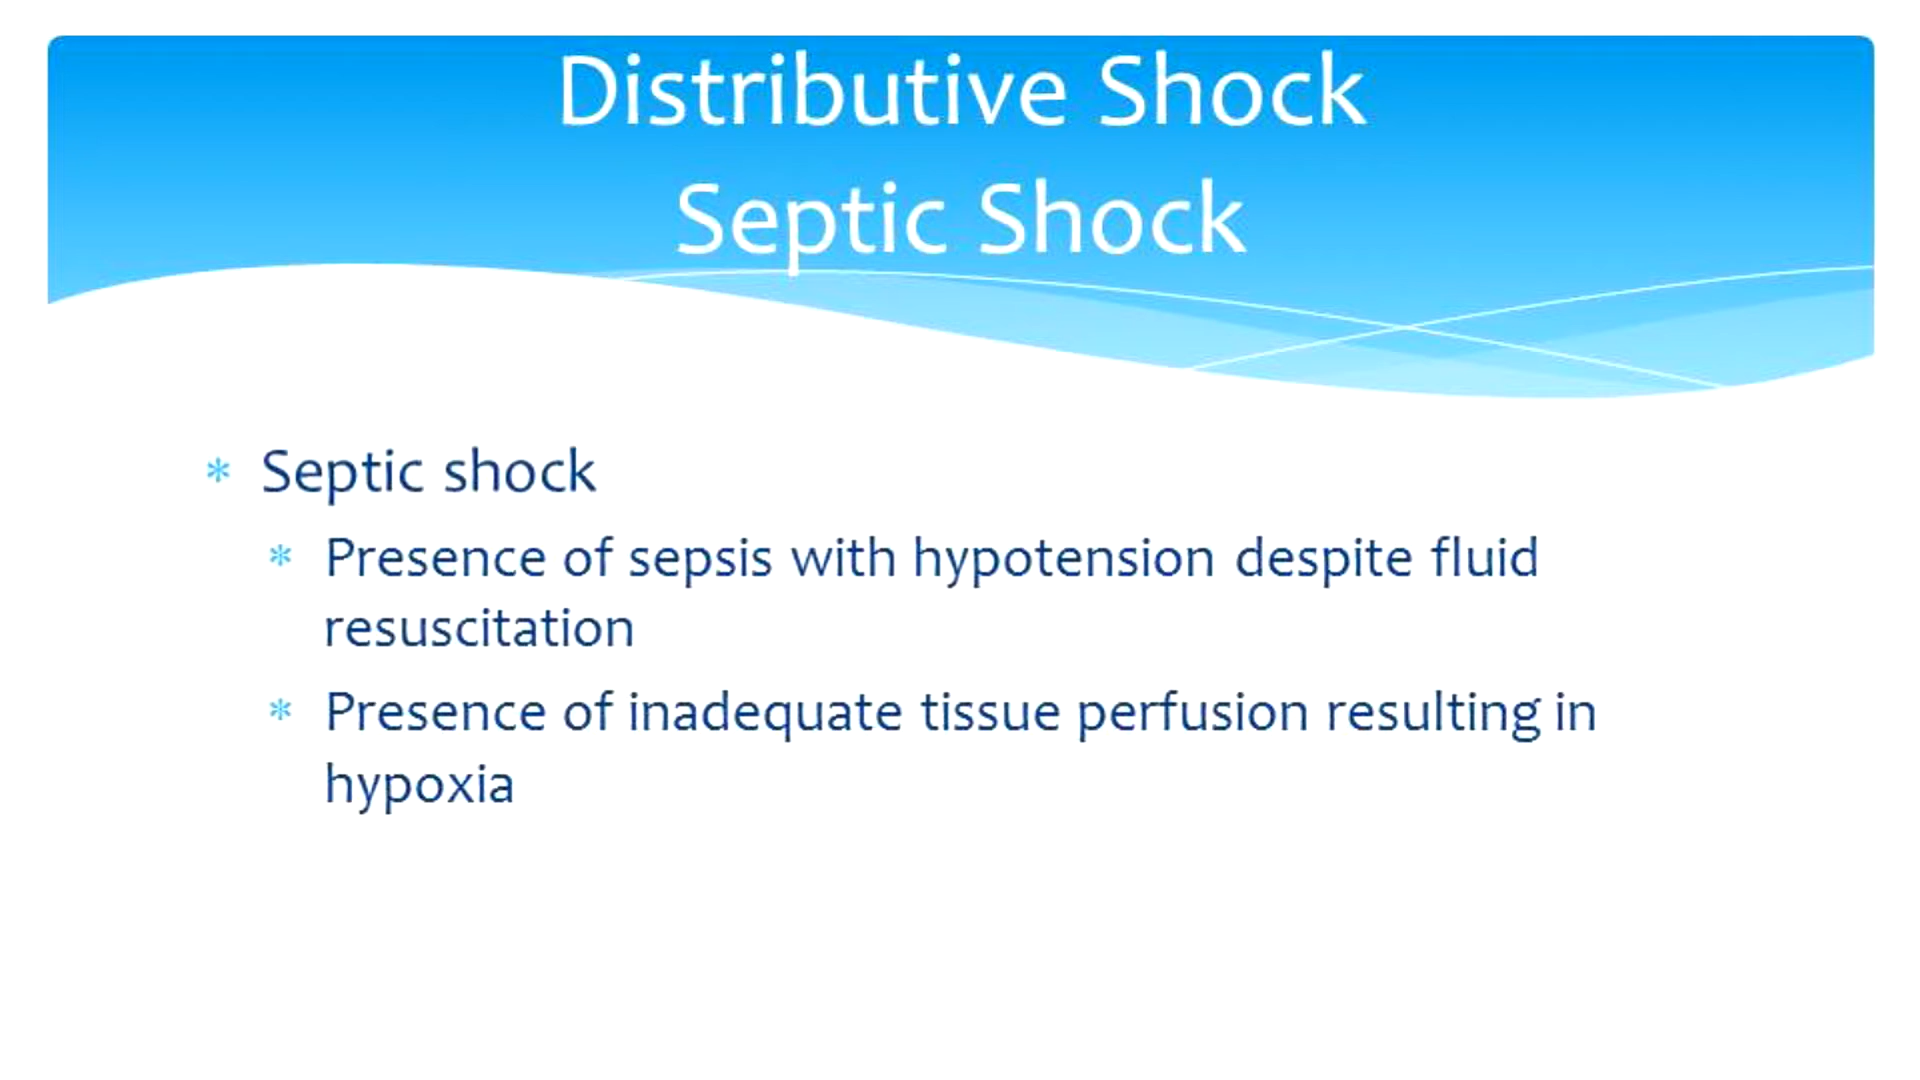 Distributive Shock
Septic Shock
* Septic shock
* Presence of sepsis with hypotension despite fluid
resuscitation
* Presence of inadequate tissue perfusion resulting in
hypoxia